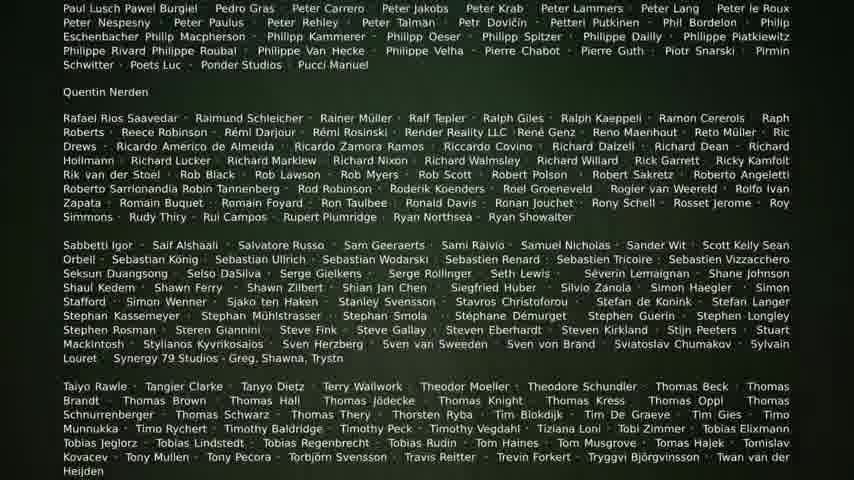 Paul Lusch Pawel Burgiel · Pedro Gras · Peter Carrero · Peter Jakobs · Peter Krab · Peter Lammers · Peter Lang · Peter le Roux
Peter Nespesny · Peter Paulus · Peter Rehley · Peter Talman · Petr Dovičin · Petteri Putkinen · Phil Bordelon · Philip
Eschenbacher Philip Macpherson · Philipp Kammerer · Philipp Oeser · Philipp Spitzer · Philippe Dailly · Philippe Piatkiewitz
Philippe Rivard Philippe Roubal · Philippe Van Hecke · Philippe Velha · Pierre Chabot · Pierre Guth · Piotr Snarski · Pirmin
Schwitter · Poets Luc · Ponder Studios · Pucci Manuel
Quentin Nerden
Rafael Rios Saavedar · Raimund Schleicher · Rainer Müller · Ralf Tepler · Ralph Giles · Ralph Kaeppeli · Ramon Cererols · Raph
Roberts · Reece Robinson · Rémi Darjour · Rémi Rosinski · Render Reality LLC · René Genz · Reno Maenhout · Reto Müller · Ric
Drews · Ricardo Américo de Almeida · Ricardo Zamora Ramos · Riccardo Covino · Richard Dalzell · Richard Dean · Richard
Hollmann · Richard Lucker · Richard Marklew · Richard Nixon · Richard Walmsley · Richard Willard · Rick Garrett · Ricky Kamfolt
Rik van der Stoel · Rob Black · Rob Lawson · Rob Myers · Rob Scott · Robert Polson · Robert Sakretz · Roberto Angeletti
Roberto Sarrionandia Robin Tannenberg · Rod Robinson · Roderik Koenders · Roel Groeneveld · Rogier van Weereld · Rolfo Ivan
Zapata · Romain Buquet · Romain Foyard · Ron Taulbee · Ronald Davis · Ronan Jouchet · Rony Schell · Rosset Jerome · Roy
Simmons · Rudy Thiry · Rui Campos · Rupert Plumridge · Ryan Northsea · Ryan Showalter
Sabbetti Igor · Saif Alshaali · Salvatore Russo · Sam Geeraerts · Sami Raivio · Samuel Nicholas · Sander Wit · Scott Kelly Sean
Orbell · Sebastian König · Sebastian Ullrich · Sebastian Wodarski · Sebastien Renard · Sebastien Tricoire · Sebastien Vizzacchero
Seksun Duangsong · Selso DaSilva · Serge Gielkens · Serge Rollinger · Seth Lewis · Séverin Lemaignan · Shane Johnson
Shaul Kedem · Shawn Ferry · Shawn Zilbert · Shian Jan Chen · Siegfried Huber · Silvio Zanola · Simon Haegler · Simon
Stafford · Simon Wenner · Sjako ten Haken · Stanley Svensson · Stavros Christoforou · Stefan de Konink · Stefan Langer
Stephan Kassemeyer · Stephan Mühlstrasser · Stephan Smola · Stéphane Démurget · Stephen Guerin · Stephen Longley
Stephen Rosman · Steren Giannini · Steve Fink · Steve Gallay · Steven Eberhardt · Steven Kirkland · Stijn Peeters · Stuart
Mackintosh · Stylianos Kyvrikosaios · Sven Herzberg · Sven van Sweeden · Sven von Brand · Sviatoslav Chumakov · Sylvain
Louret · Synergy 79 Studios - Greg, Shawna, Trystn
Taiyo Rawle · Tangier Clarke · Tanyo Dietz · Terry Wallwork · Theodor Moeller · Theodore Schundler · Thomas Beck · Thomas
Brandt · Thomas Brown · Thomas Hall · Thomas Jödecke · Thomas Knight · Thomas Kress · Thomas Oppl · Thomas
Schnurrenberger · Thomas Schwarz · Thomas Thery · Thorsten Ryba · Tim Blokdijk · Tim De Graeve · Tim Gies · Timo
Munnukka · Timo Rychert · Timothy Baldridge · Timothy Peck · Timothy Vegdahl · Tiziana Loni · Tobi Zimmer · Tobias Elixmann
Tobias Jeglorz · Tobias Lindstedt · Tobias Regenbrecht · Tobias Rudin · Tom Haines · Tom Musgrove · Tomas Hajek · Tomislav
Kovacev · Tony Mullen · Tony Pecora · Torbjörn Svensson · Travis Reitter · Trevin Forkert · Tryggvi Björgvinsson · Twan van der
Heijden